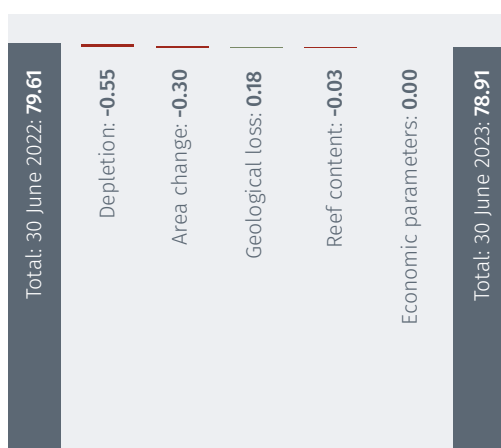 Total: 30 June 2022: 79.61
Depletion: -0.55
Area change: -0.30
Geological loss: 0.18
Reef content: -0.03
Economic parameters: 0.00
Total: 30 June 2023: 78.91